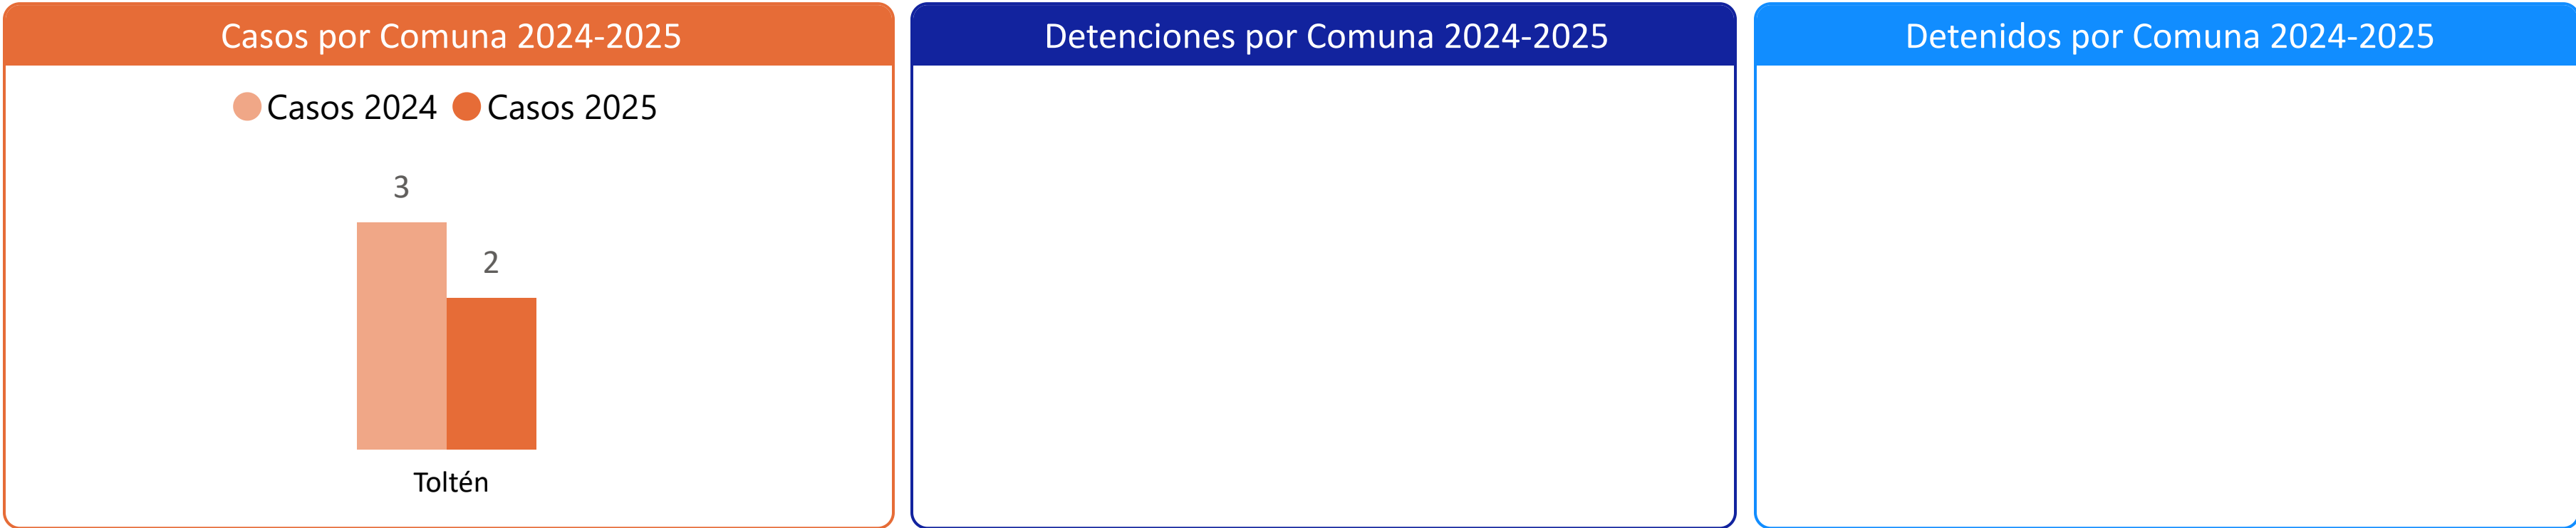 Casos por Comuna 2024-2025
Casos 2024 Casos 2025
3
2
Toltén
Detenciones por Comuna 2024-2025
Detenidos por Comuna 2024-2025